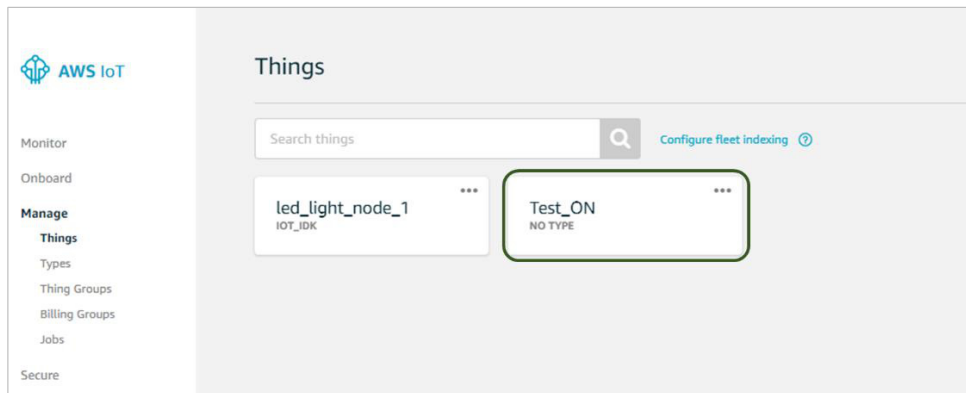 AWS IoT
Monitor
Onboard
Manage
Things
Types
Thing Groups
Billing Groups
Jobs
Secure
Things
Search things
Configure fleet indexing ?
led_light_node_1
IOT_IDK
Test_ON
NO TYPE